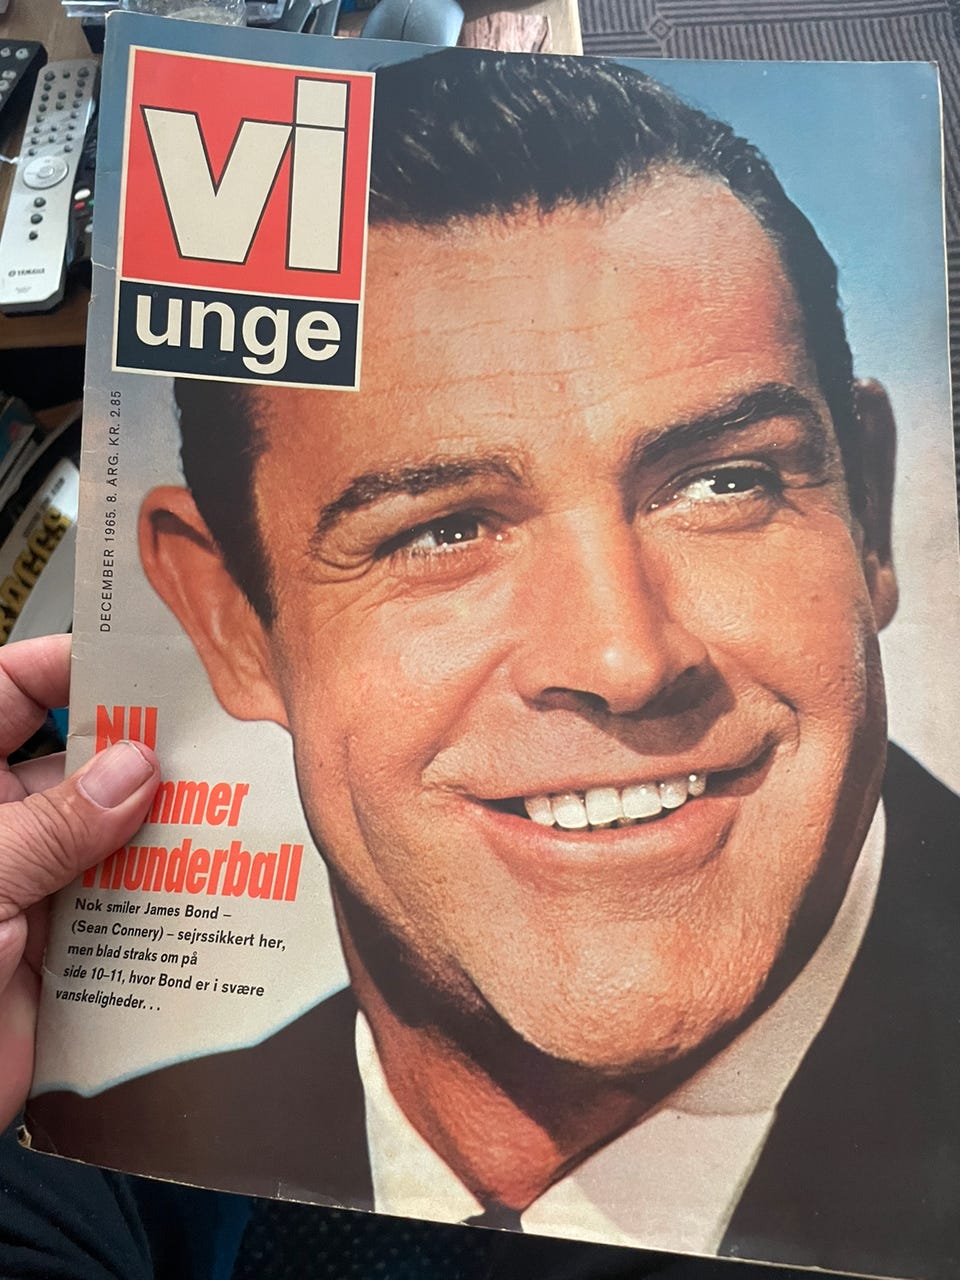 vi
unge
DECEMBER 1965. 8. ÅRG. KR. 2.85
NU
Nok smiler James Bond –
(Sean Connery) – sejrssikkert her,
men blad straks om på
side 10–11, hvor Bond er i svære
vanskeligheder...
YAMAHA